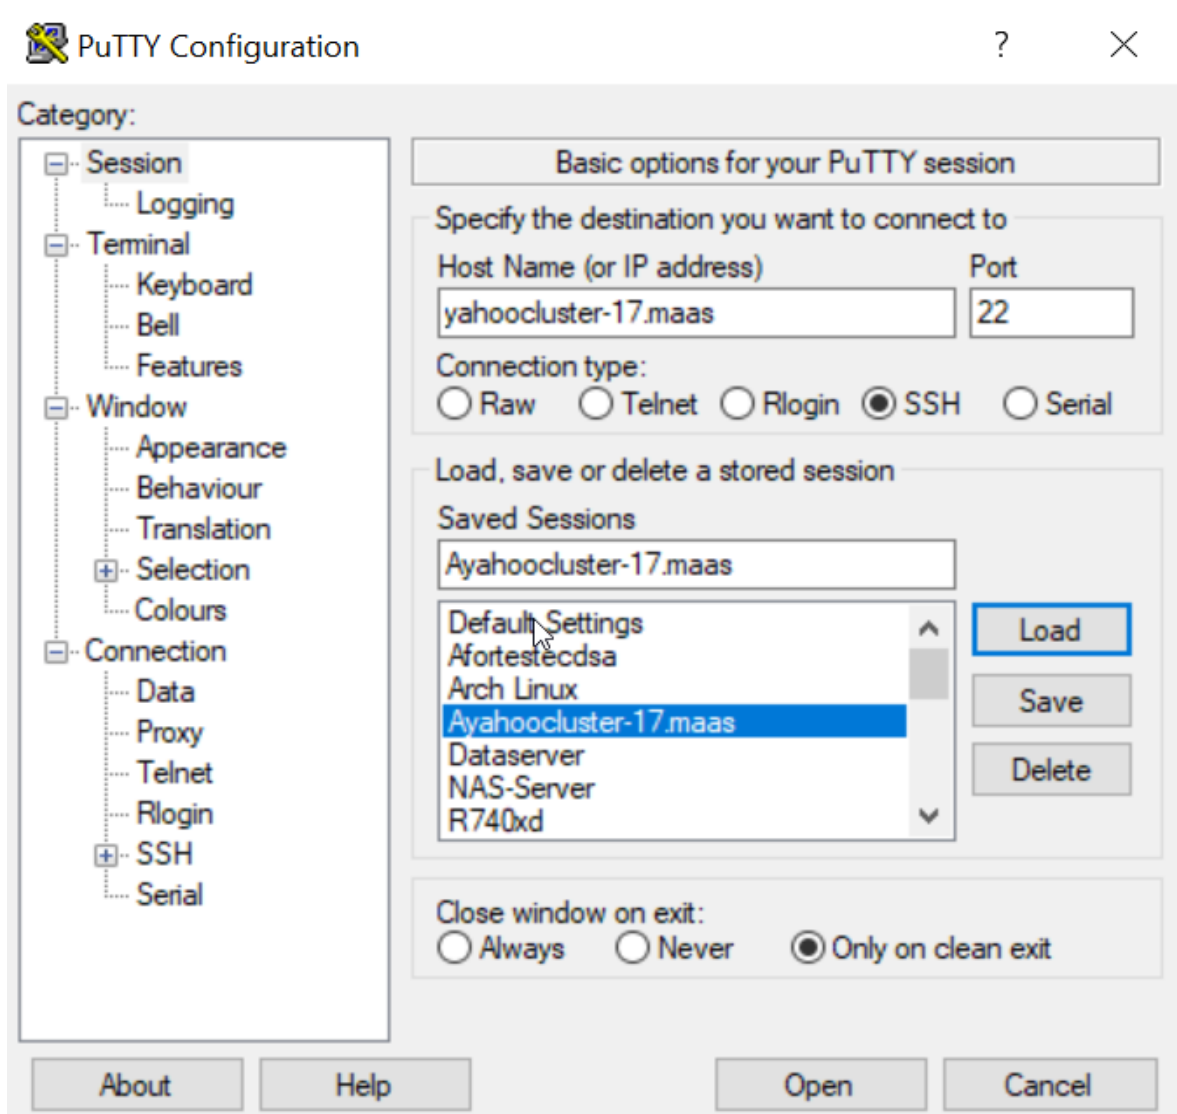 PuTTY Configuration
?
Category:
Session
Logging
Terminal
Keyboard
Bell
Features
Window
Appearance
Behaviour
Translation
Selection
Colours
Connection
Data
Proxy
Telnet
Rlogin
SSH
Serial
Basic options for your PuTTY session
Specify the destination you want to connect to
Host Name (or IP address) Port
yahoocluster-17.maas 22
Connection type:
Raw Telnet Rlogin SSH Serial
Load, save or delete a stored session
Saved Sessions
Ayahoocluster-17.maas
Default Settings
Afortestecdsa
Arch Linux
Ayahoocluster-17.maas
Dataserver
NAS-Server
R740xd
Load
Save
Delete
Close window on exit:
Always Never Only on clean exit
About Help Open Cancel